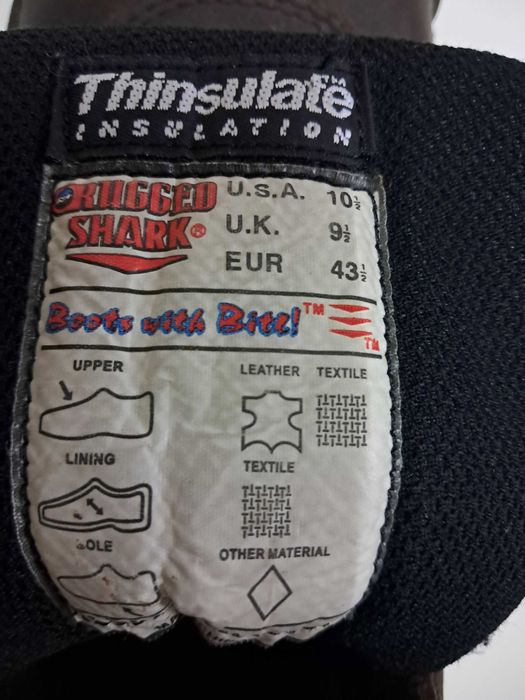 Thinsulate™
INSULATION
RUGGED SHARK®
U.S.A. 10½
U.K. 9½
EUR 43½
Boots with Bite!™
TM
UPPER
LEATHER TEXTILE
LINING
TEXTILE
SOLE
OTHER MATERIAL